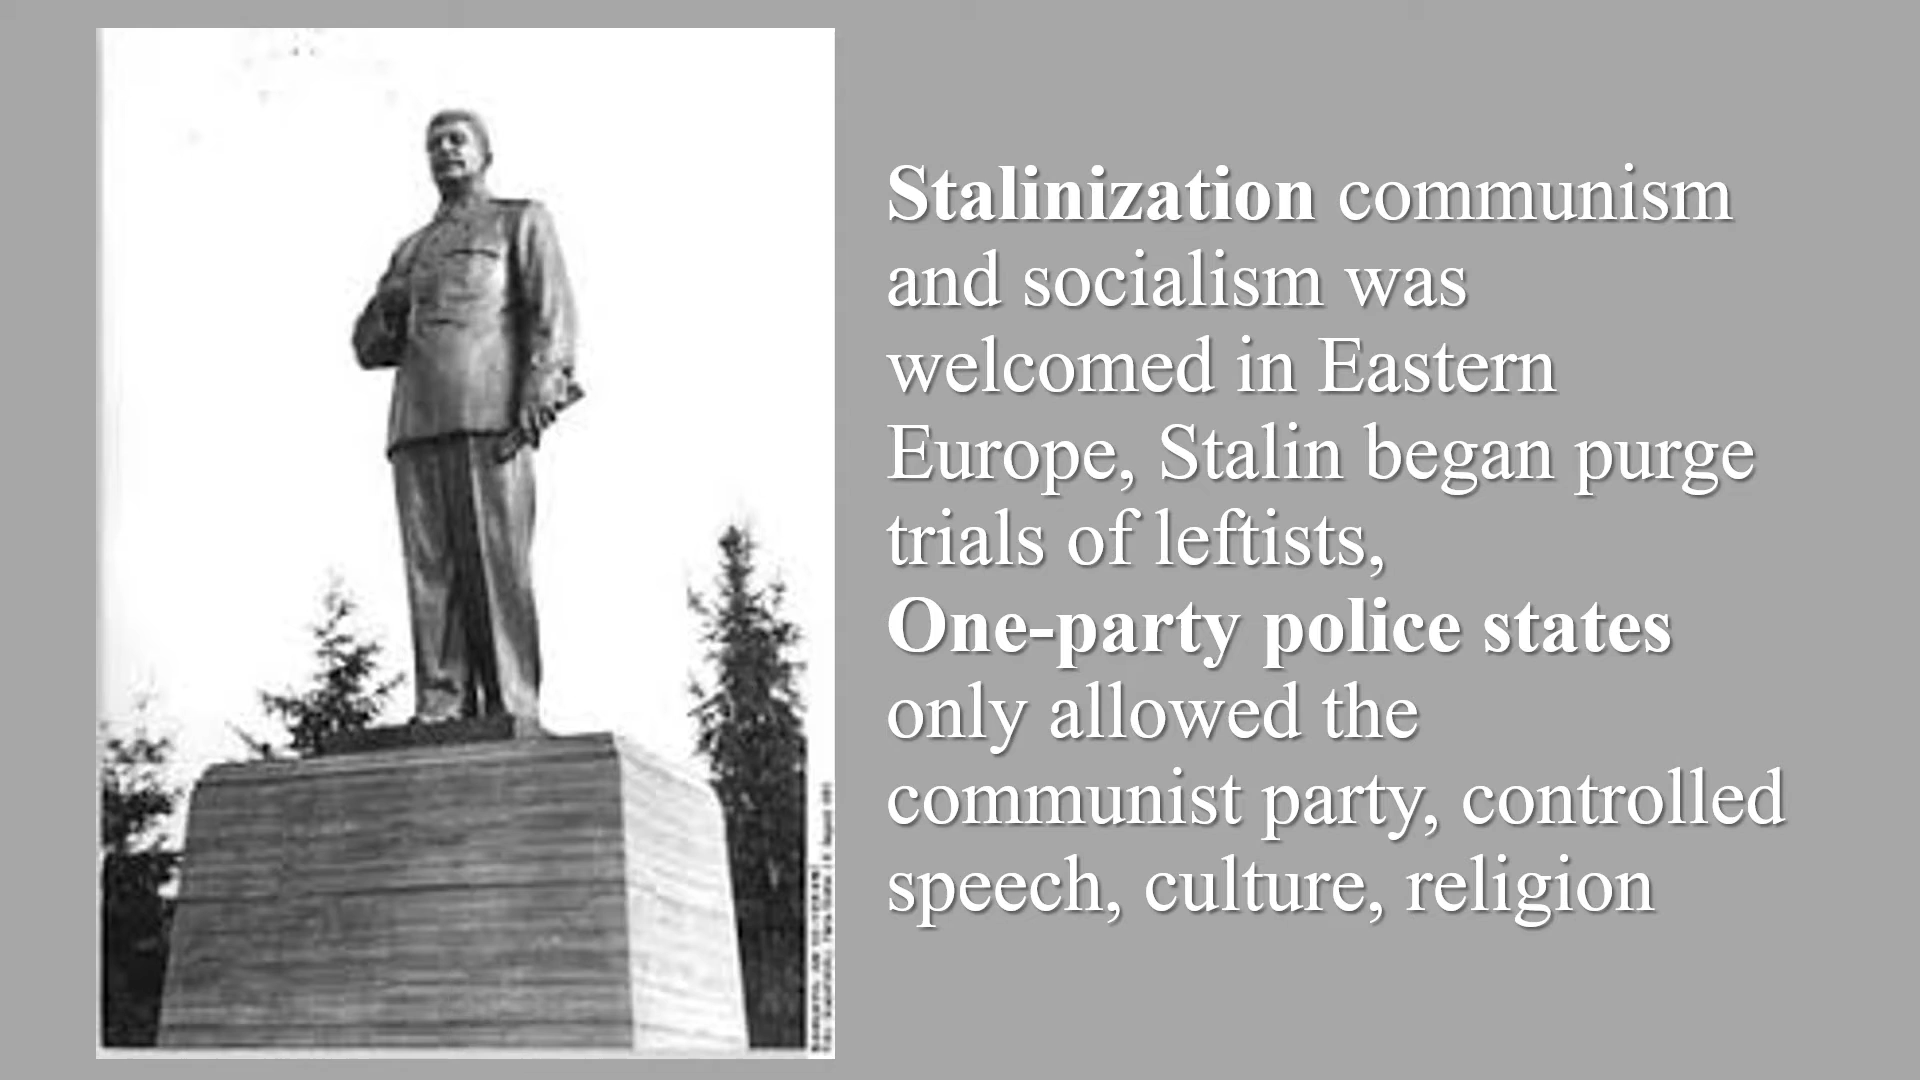 Stalinization communism
and socialism was
welcomed in Eastern
Europe, Stalin began purge
trials of leftists,
One-party police states
only allowed the
communist party, controlled
speech, culture, religion